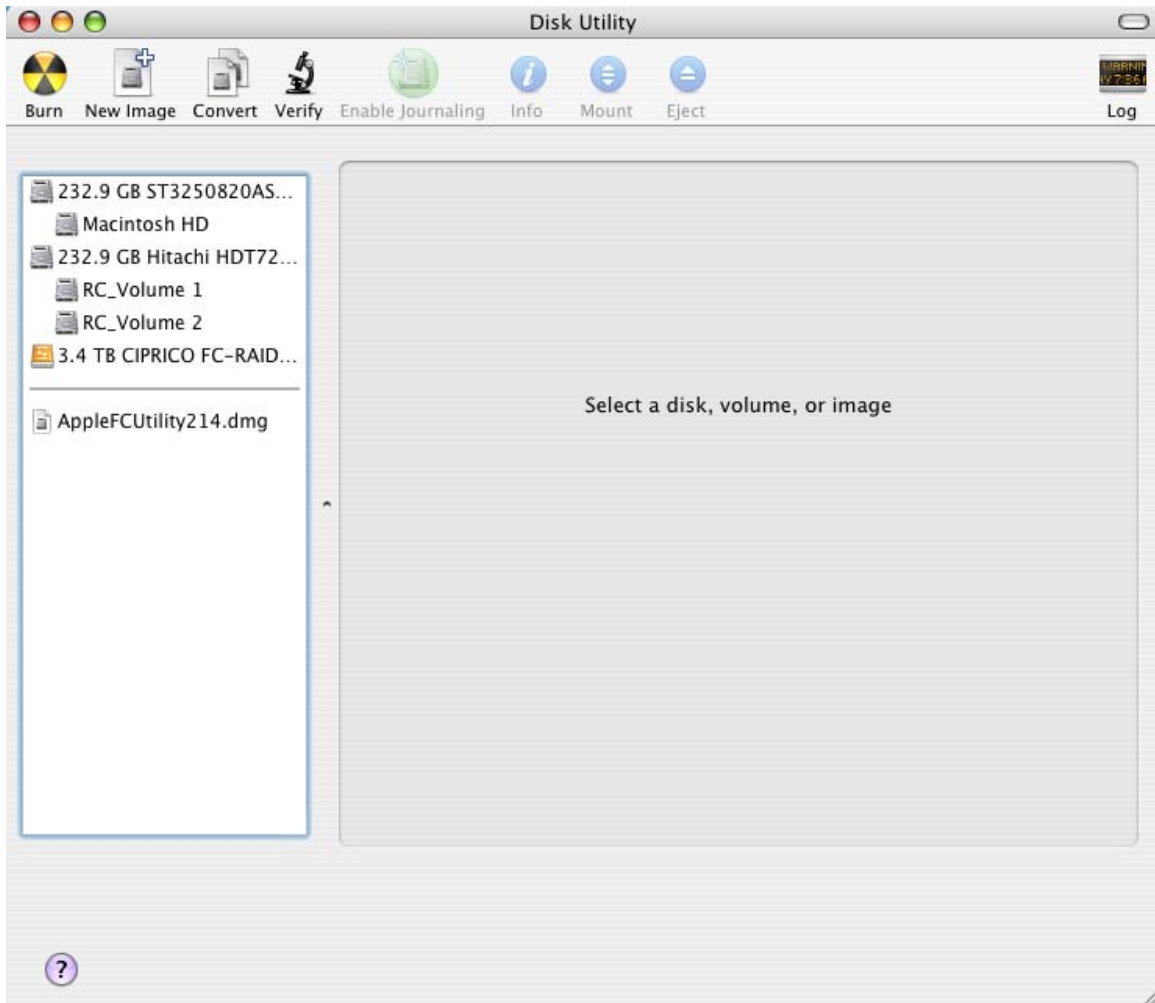 Disk Utility
Burn New Image Convert Verify Enable Journaling Info Mount Eject Log
232.9 GB ST3250820AS...
Macintosh HD
232.9 GB Hitachi HDT72...
RC_Volume 1
RC_Volume 2
3.4 TB CIPRICO FC-RAID...
AppleFCUtility214.dmg
Select a disk, volume, or image
?